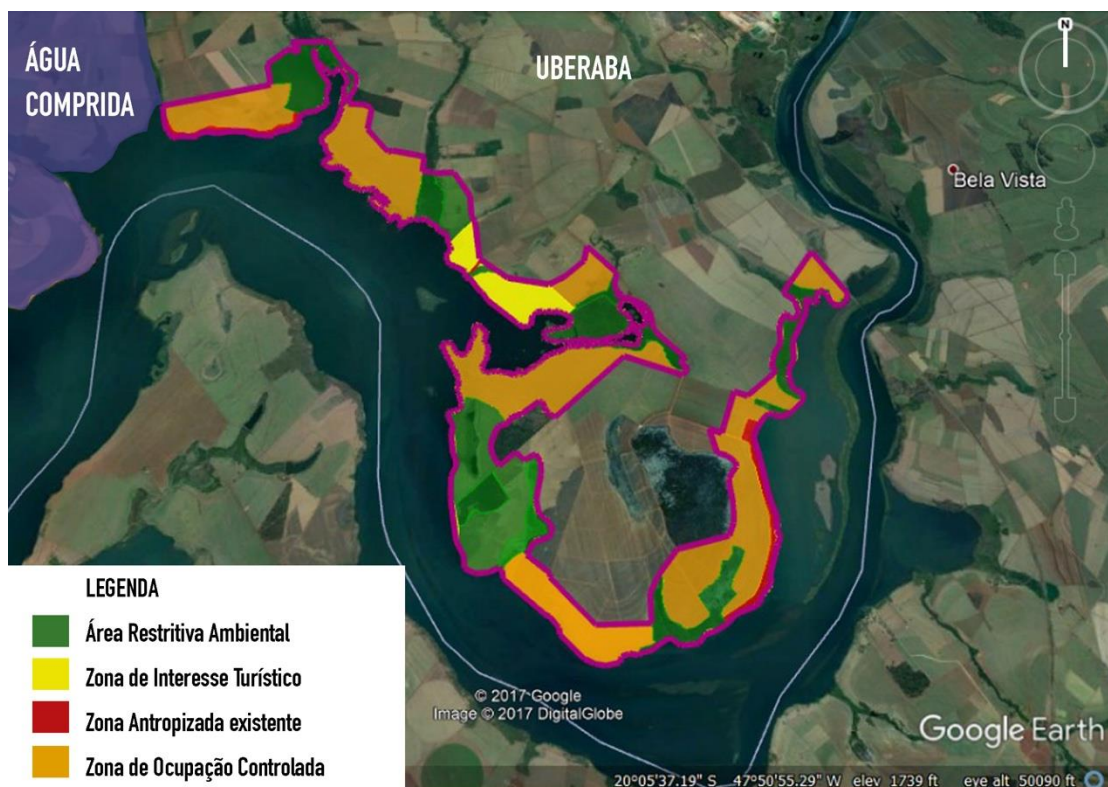 ÁGUA
COMPRIDA
UBERABA
N
Bela Vista
LEGENDA
Área Restritiva Ambiental
Zona de Interesse Turístico
Zona Antropizada existente
Zona de Ocupação Controlada
© 2017 Google
Image © 2017 DigitalGlobe
Google Earth
20°05'37.19" S 47°50'55.29" W elev 1739 ft eye alt 50090 ft